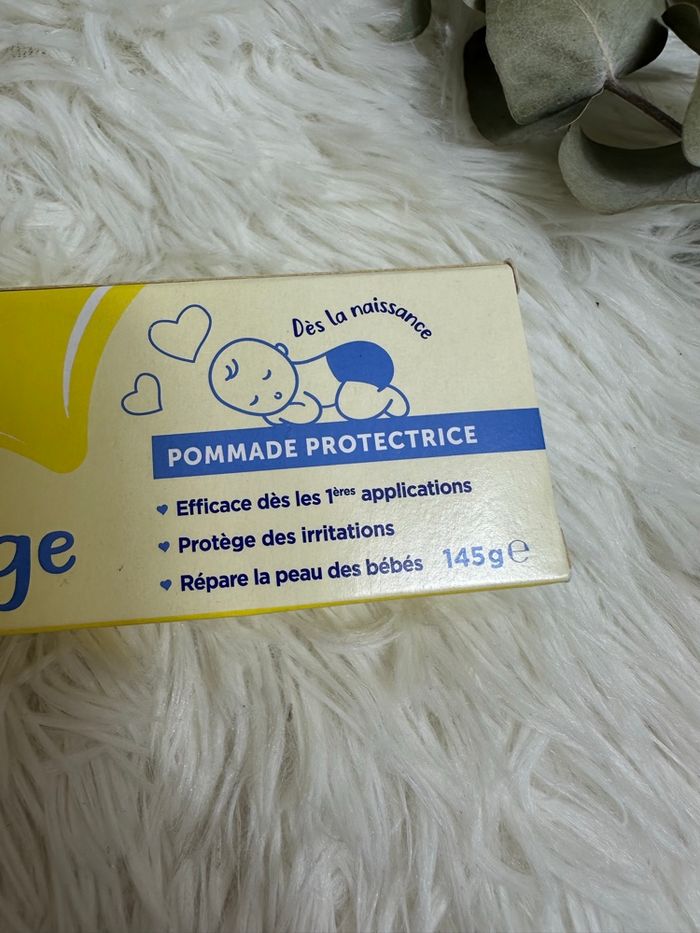 Dès la naissance
POMMADE PROTECTRICE
Efficace dès les 1ères applications
Protège des irritations
ge
Répare la peau des bébés 145g e